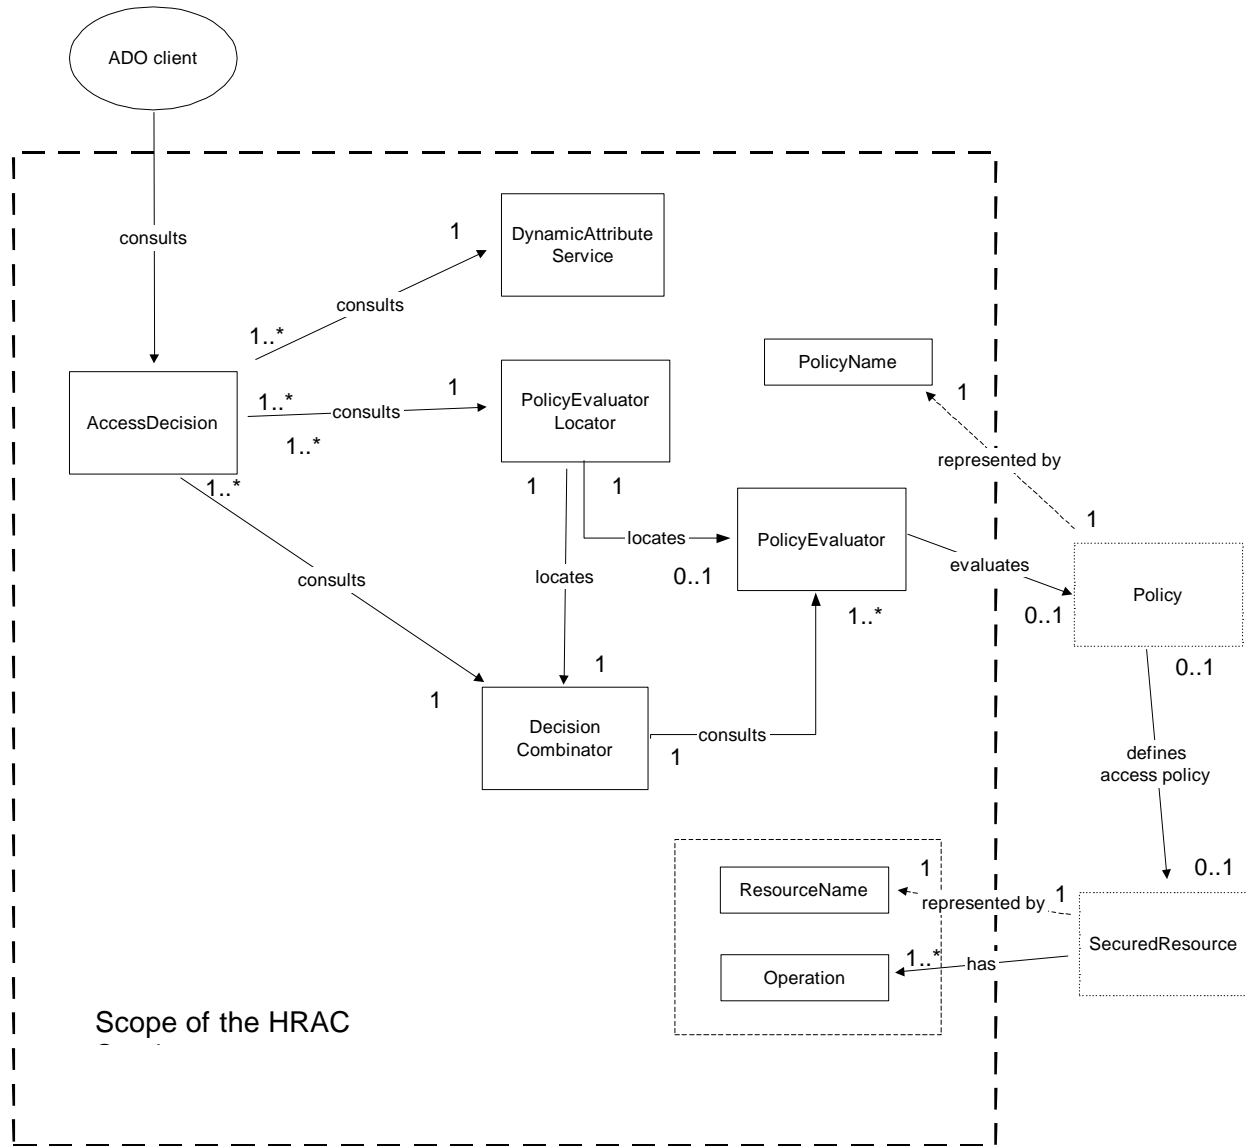 ADO client
consults
1
DynamicAttribute
Service
consults
1..*
PolicyName
1
AccessDecision
1..*
consults
1
1..*
PolicyEvaluator
Locator
represented by
1
1..*
1
1
locates
PolicyEvaluator
0..1
1..*
evaluates
0..1
Policy
0..1
consults
locates
1
1
Decision
Combinator
consults
1
defines
access policy
0..1
1
ResourceName
represented by
1
SecuredResource
1..*
has
Operation
Scope of the HRAC